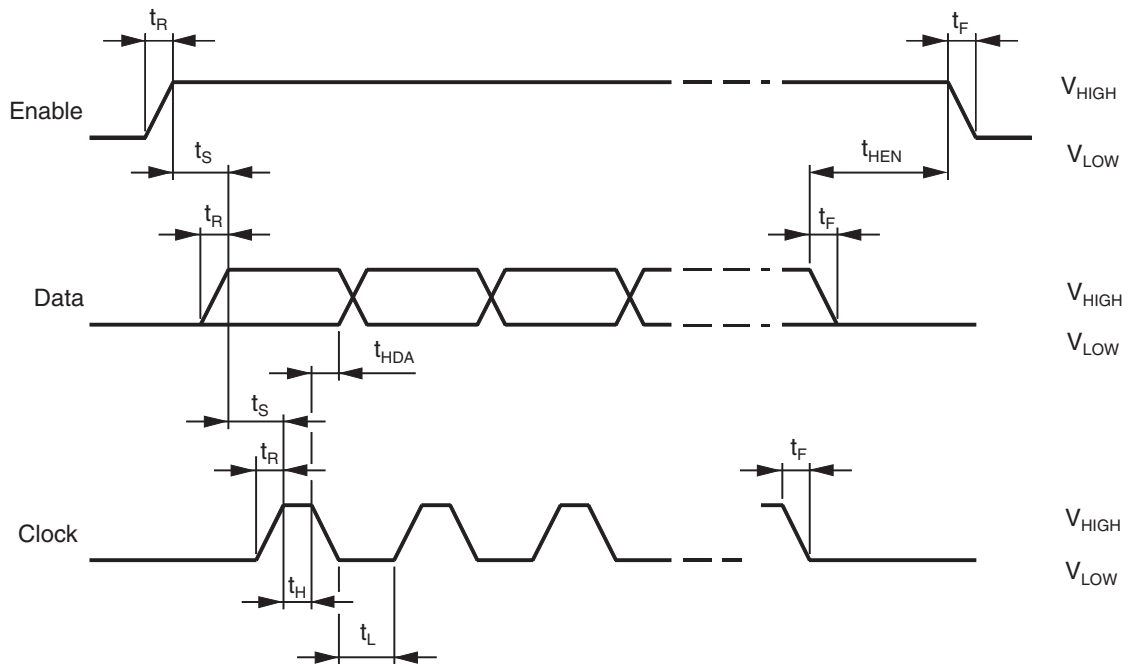 tR
tF
Enable
VHIGH
tS
tHEN
VLOW
tR
tF
Data
VHIGH
tHDA
VLOW
tS
tR
tF
Clock
VHIGH
tH
VLOW
tL